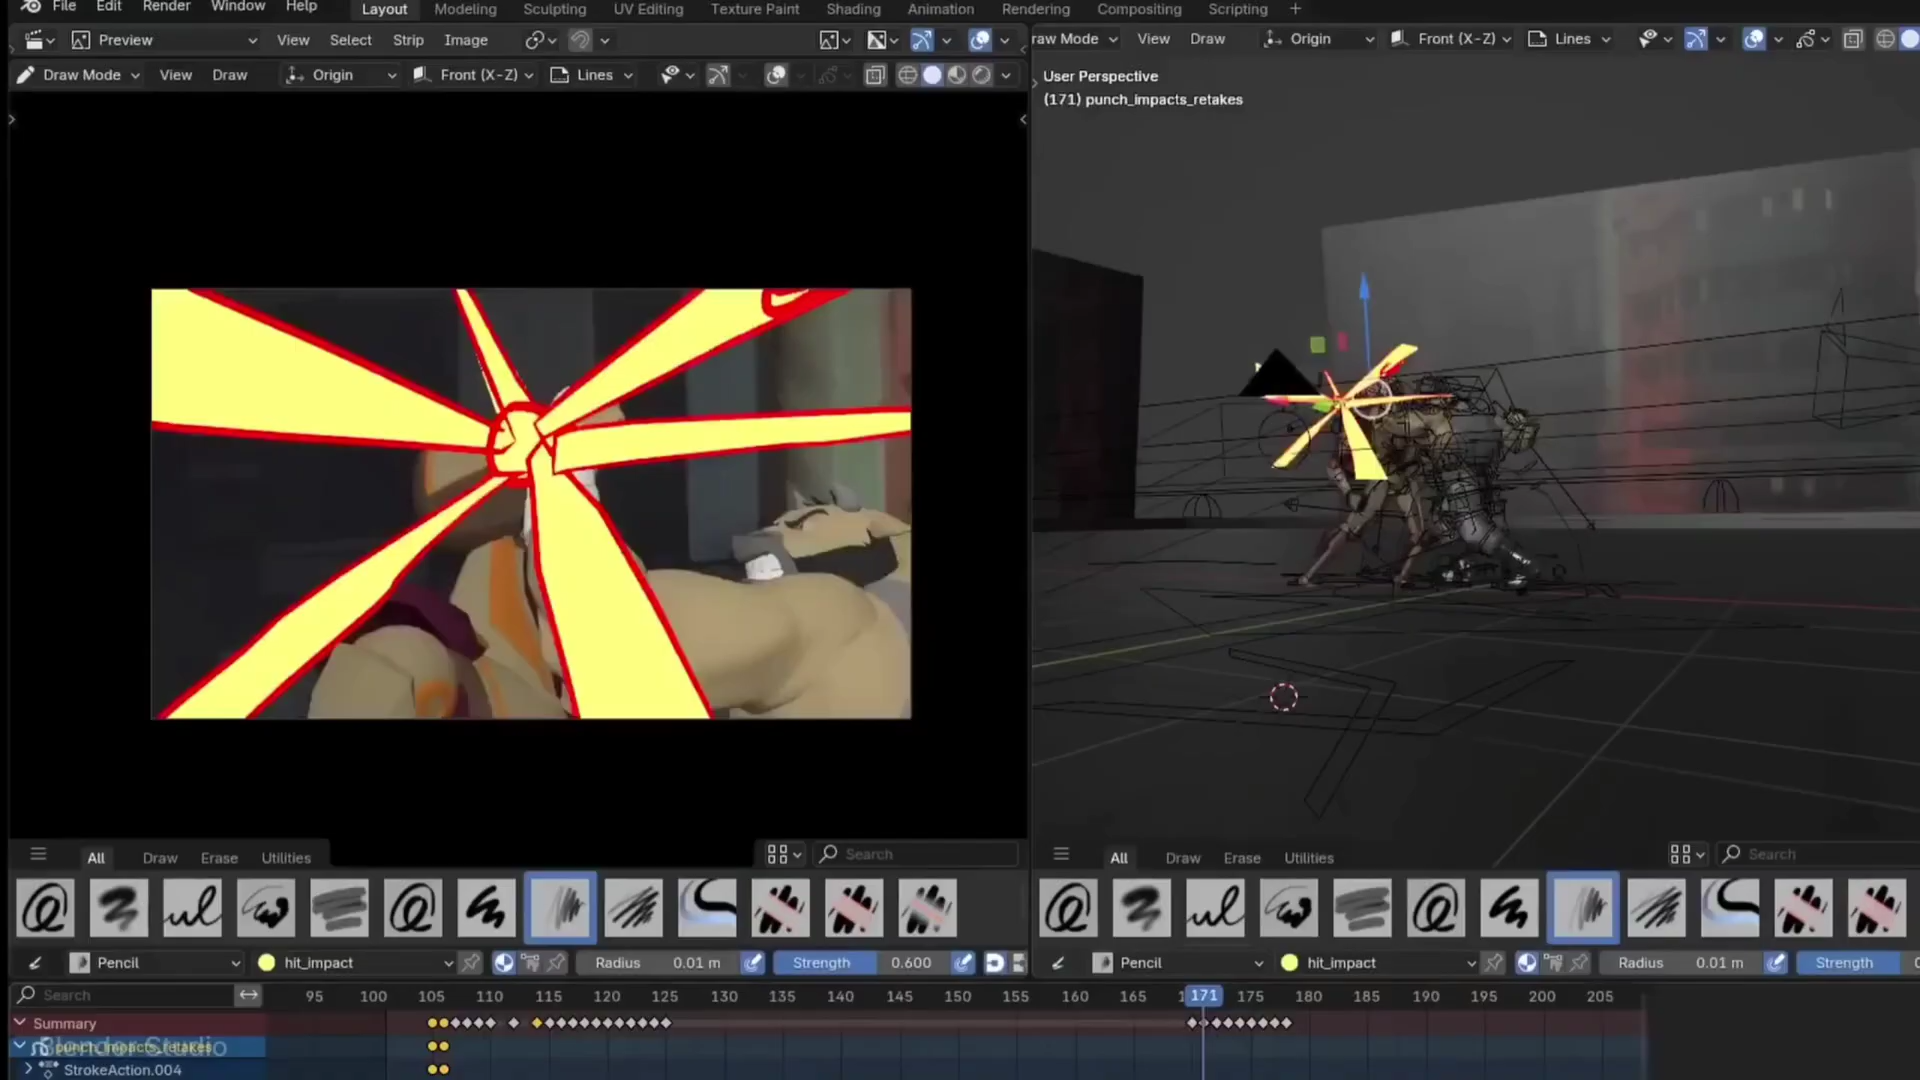 File Edit Render Window Help Layout Modeling Sculpting UV Editing Texture Paint Shading Animation Rendering Compositing Scripting +
Preview View Select Strip Image
Draw Mode View Draw Origin Front (X-Z) Lines
raw Mode View Draw Origin Front (X-Z) Lines
User Perspective
(171) punch_impacts_retakes
All Draw Erase Utilities Search
All Draw Erase Utilities Search
Pencil hit_impact Radius 0.01 m Strength 0.600
Pencil hit_impact Radius 0.01 m Strength
Search 95 100 105 110 115 120 125 130 135 140 145 150 155 160 165 171 175 180 185 190 195 200 205
Summary
punch_impacts_retakes
Blender Studio
StrokeAction.004